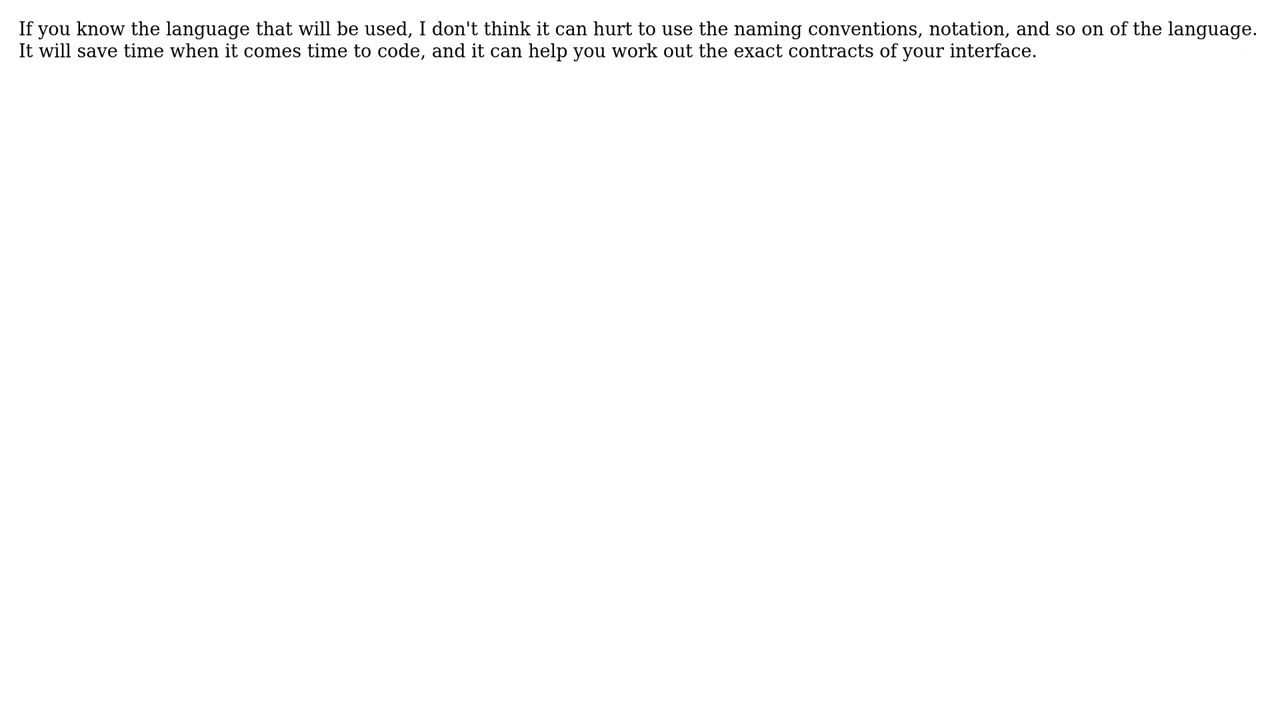 If you know the language that will be used, I don't think it can hurt to use the naming conventions, notation, and so on of the language.
It will save time when it comes time to code, and it can help you work out the exact contracts of your interface.